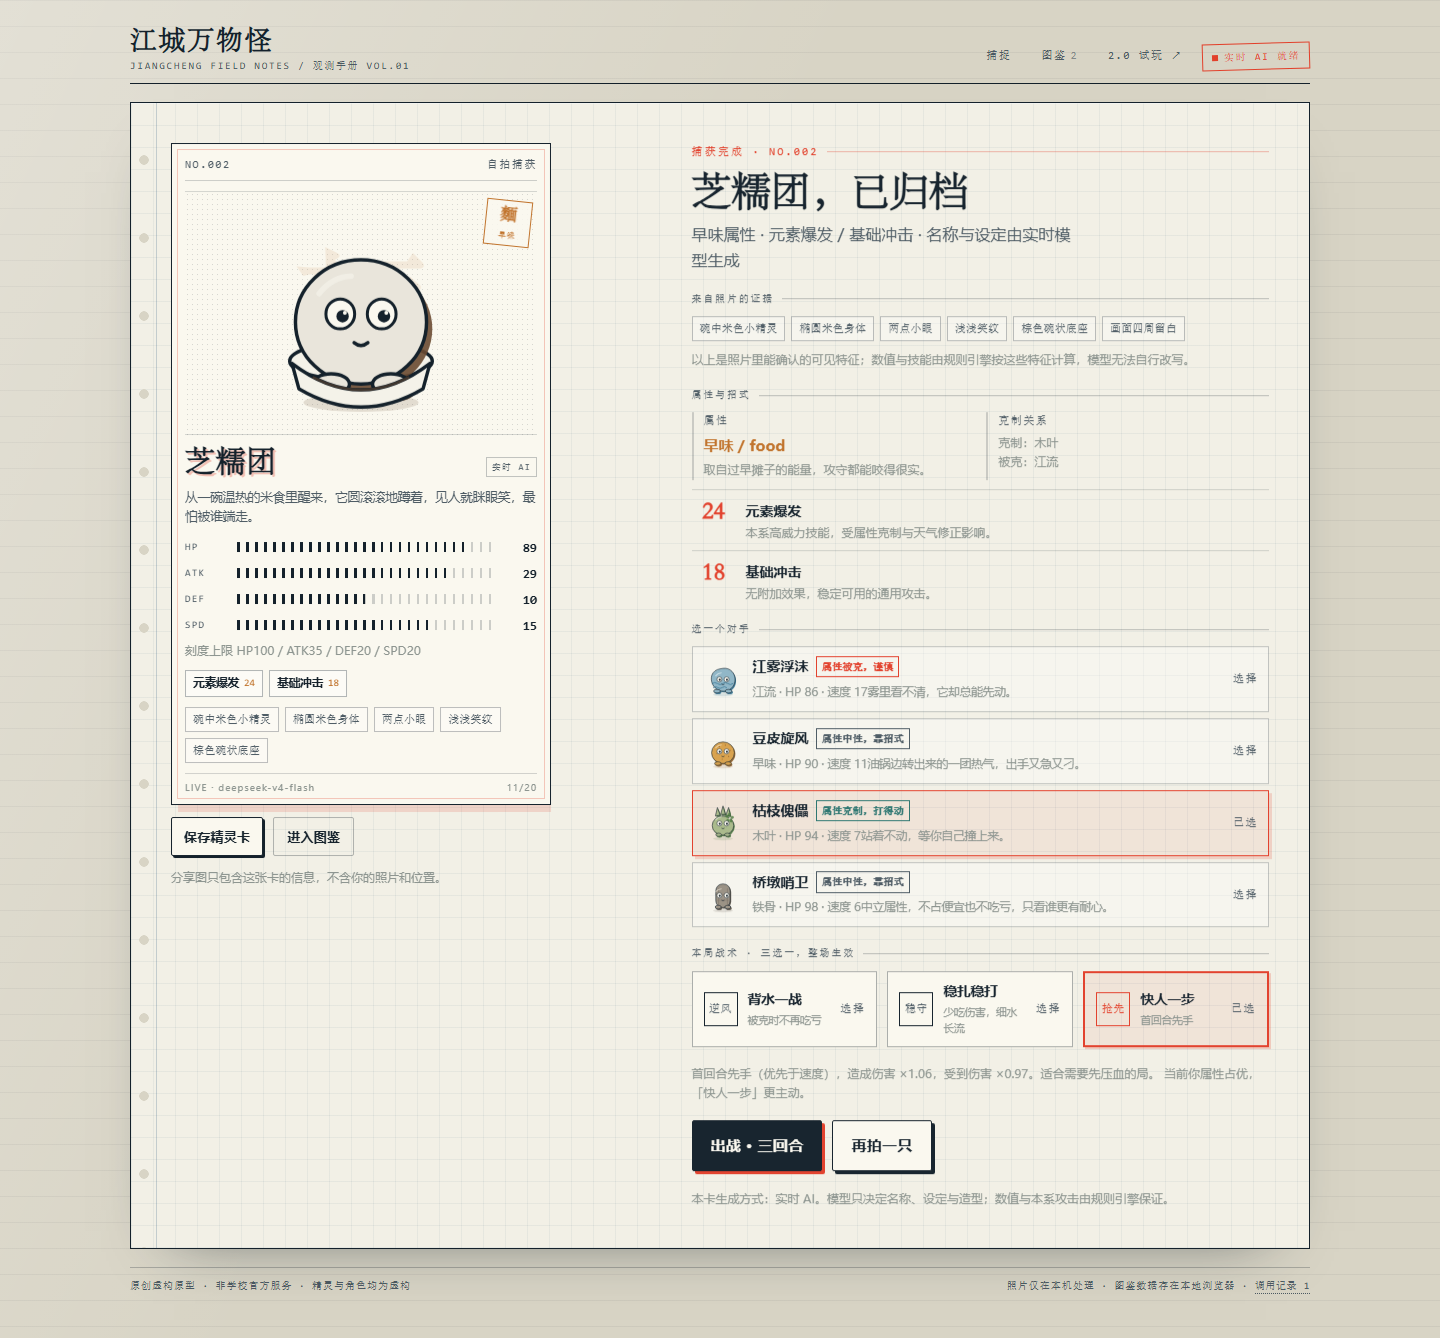 江城万物怪
JIANGCHENG FIELD NOTES / 观测手册 VOL.01
捕捉
图鉴 2
2.0 试玩 ↗
实时 AI 就绪
NO.002
自拍捕获
早味
芝糯团
实时 AI
从一碗温热的米食里醒来，它圆滚滚地蹲着，见人就眯眼笑，最
怕被谁端走。
HP 89
ATK 29
DEF 10
SPD 15
刻度上限 HP100 / ATK35 / DEF20 / SPD20
元素爆发 24
基础冲击 18
碗中米色小精灵
椭圆米色身体
两点小眼
浅浅笑纹
棕色碗状底座
LIVE · deepseek-v4-flash
11/20
保存精灵卡
进入图鉴
分享图只包含这张卡的信息，不含你的照片和位置。
捕获完成 · NO.002
芝糯团，已归档
早味属性 · 元素爆发 / 基础冲击 · 名称与设定由实时模
型生成
来自照片的证据
碗中米色小精灵
椭圆米色身体
两点小眼
浅浅笑纹
棕色碗状底座
画面四周留白
以上是照片里能确认的可见特征；数值与技能由规则引擎按这些特征计算，模型无法自行改写。
属性与招式
属性
早味 / food
取自过早摊子的能量，攻守都能咬得很实。
克制关系
克制：木叶
被克：江流
24 元素爆发
本系高威力技能，受属性克制与天气修正影响。
18 基础冲击
无附加效果，稳定可用的通用攻击。
选一个对手
江雾浮沫 属性被克，谨慎
江流 · HP 86 · 速度 17雾里看不清，它却总能先动。
选择
豆皮旋风 属性中性，靠招式
早味 · HP 90 · 速度 11油锅边转出来的一团热气，出手又急又刁。
选择
枯枝傀儡 属性克制，打得动
木叶 · HP 94 · 速度 7站着不动，等你自己撞上来。
已选
桥墩哨卫 属性中性，靠招式
铁骨 · HP 98 · 速度 6中立属性，不占便宜也不吃亏，只看谁更有耐心。
选择
本局战术 · 三选一，整场生效
逆风
背水一战
被克时不再吃亏
选择
稳守
稳扎稳打
少吃伤害，细水
长流
选择
抢先
快人一步
首回合先手
已选
首回合先手（优先于速度），造成伤害 ×1.06，受到伤害 ×0.97。适合需要先压血的局。 当前你属性占优，
「快人一步」更主动。
出战 · 三回合
再拍一只
本卡生成方式：实时 AI。模型只决定名称、设定与造型；数值与本系攻击由规则引擎保证。
原创虚构原型 · 非学校官方服务 · 精灵与角色均为虚构
照片仅在本机处理 · 图鉴数据存在本地浏览器 · 调用记录 1